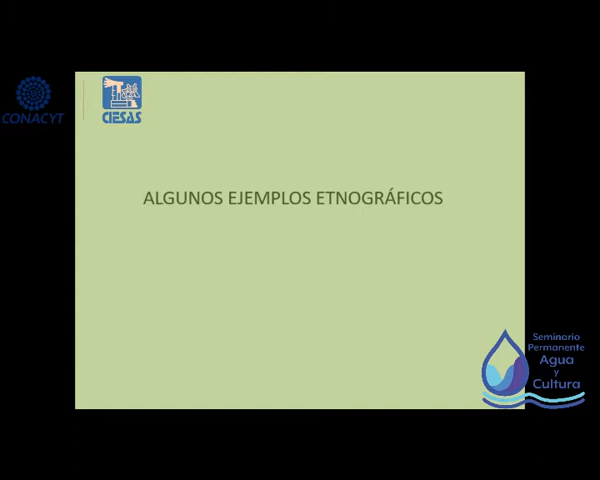 CONACYT
CIESAS
ALGUNOS EJEMPLOS ETNOGRÁFICOS
Seminario
Permanente
Agua
y
Cultura